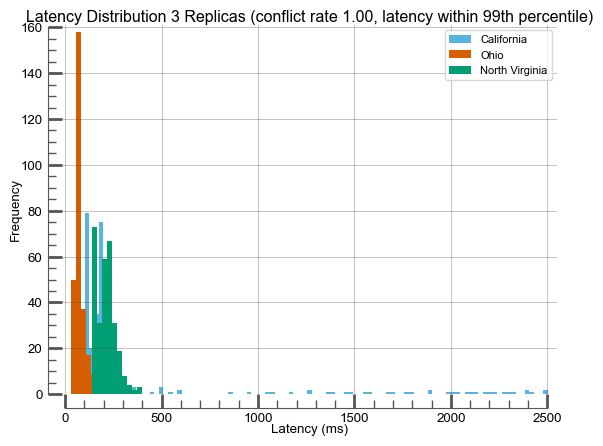 Latency Distribution 3 Replicas (conflict rate 1.00, latency within 99th percentile)
California
Ohio
North Virginia
160
140
120
100
80
60
40
20
0
Frequency
0 500 1000 1500 2000 2500
Latency (ms)